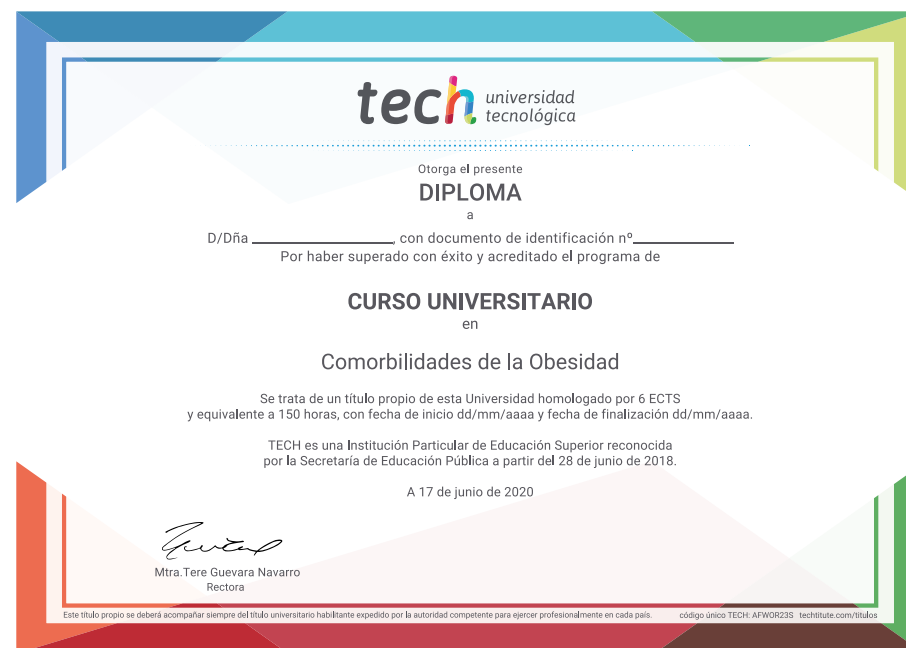 tech universidad
tecnológica
Otorga el presente
DIPLOMA
a
D/Dña ____________________, con documento de identificación nº______________
Por haber superado con éxito y acreditado el programa de
CURSO UNIVERSITARIO
en
Comorbilidades de la Obesidad
Se trata de un título propio de esta Universidad homologado por 6 ECTS
y equivalente a 150 horas, con fecha de inicio dd/mm/aaaa y fecha de finalización dd/mm/aaaa.
TECH es una Institución Particular de Educación Superior reconocida
por la Secretaría de Educación Pública a partir del 28 de junio de 2018.
A 17 de junio de 2020
Mtra.Tere Guevara Navarro
Rectora
Este título propio se deberá acompañar siempre del título universitario habilitante expedido por la autoridad competente para ejercer profesionalmente en cada país. código único TECH: AFWOR23S techtitute.com/titulos